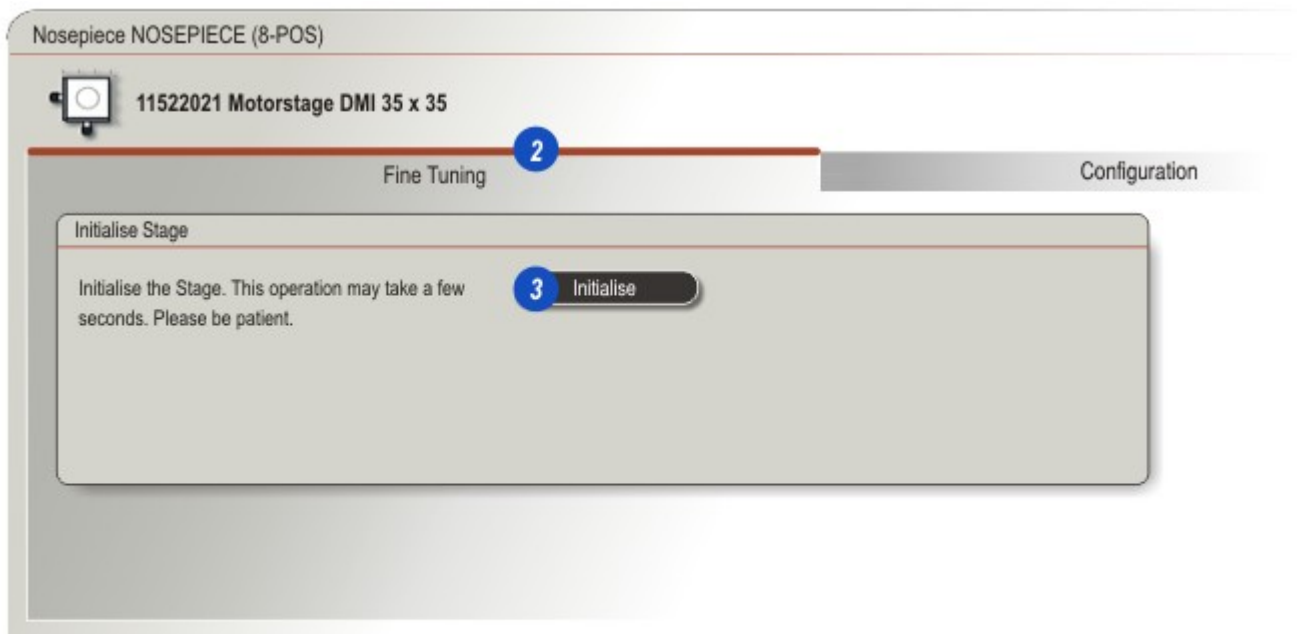 Nosepiece NOSEPIECE (8-POS)
11522021 Motorstage DMI 35 x 35
2
Fine Tuning
Configuration
Initialise Stage
Initialise the Stage. This operation may take a few
seconds. Please be patient.
3
Initialise